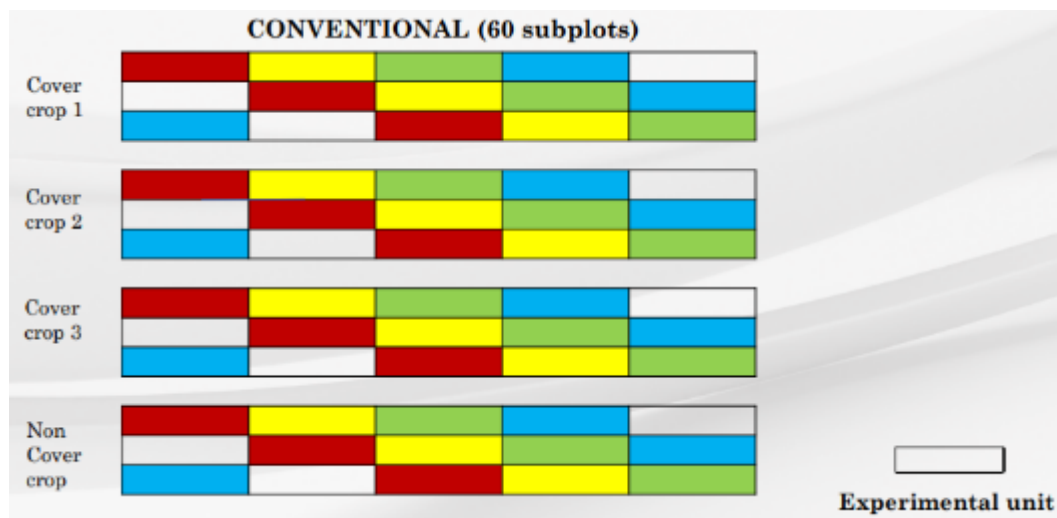 CONVENTIONAL (60 subplots)
Cover
crop 1
Cover
crop 2
Cover
crop 3
Non
Cover
crop
Experimental unit